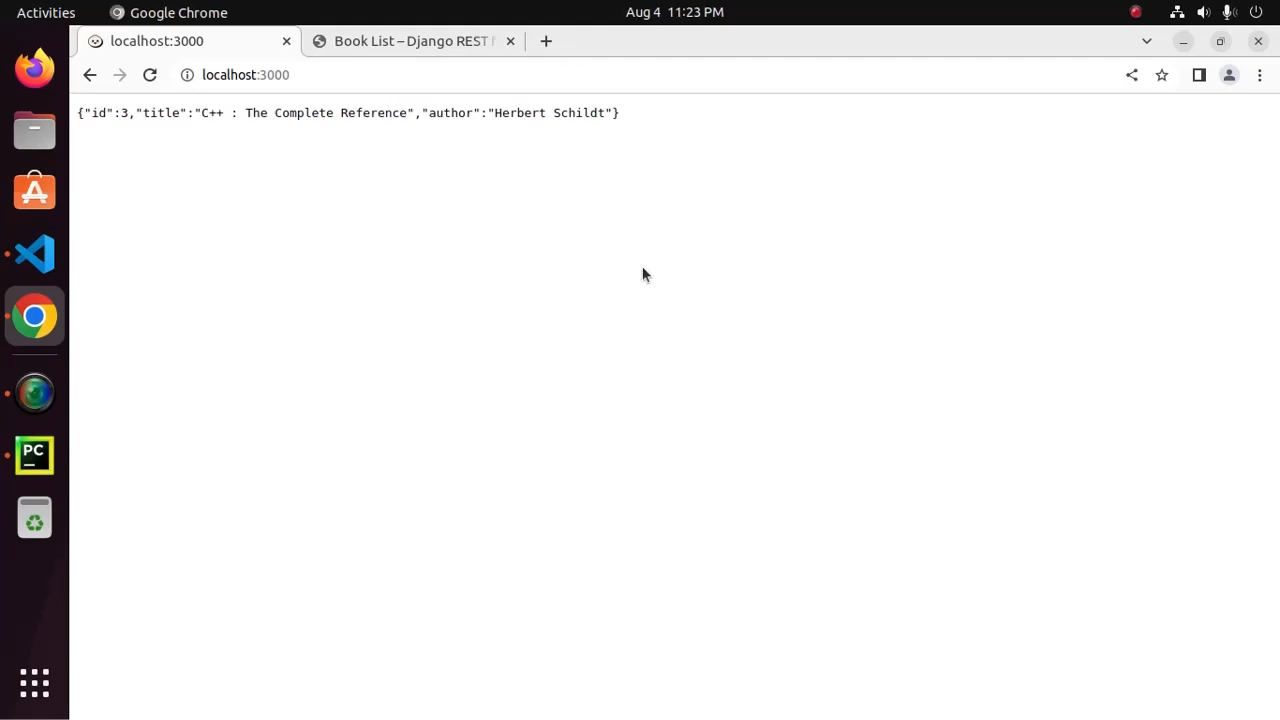 Activities
Google Chrome
Aug 4 11:23 PM
localhost:3000
Book List – Django REST f
localhost:3000
{"id":3,"title":"C++ : The Complete Reference","author":"Herbert Schildt"}
PC